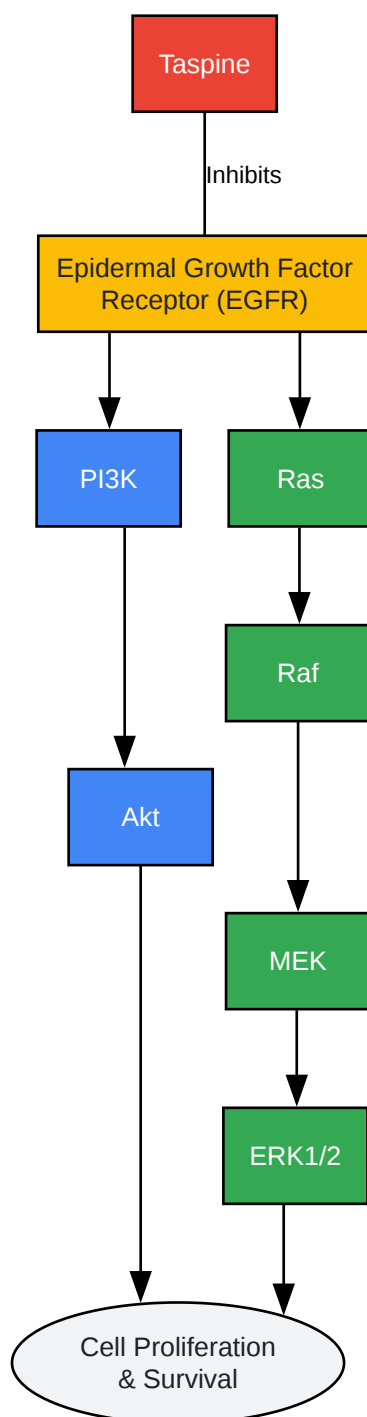 Taspine
Inhibits
Epidermal Growth Factor
Receptor (EGFR)
PI3K
Ras
Raf
Akt
MEK
ERK1/2
Cell Proliferation
& Survival